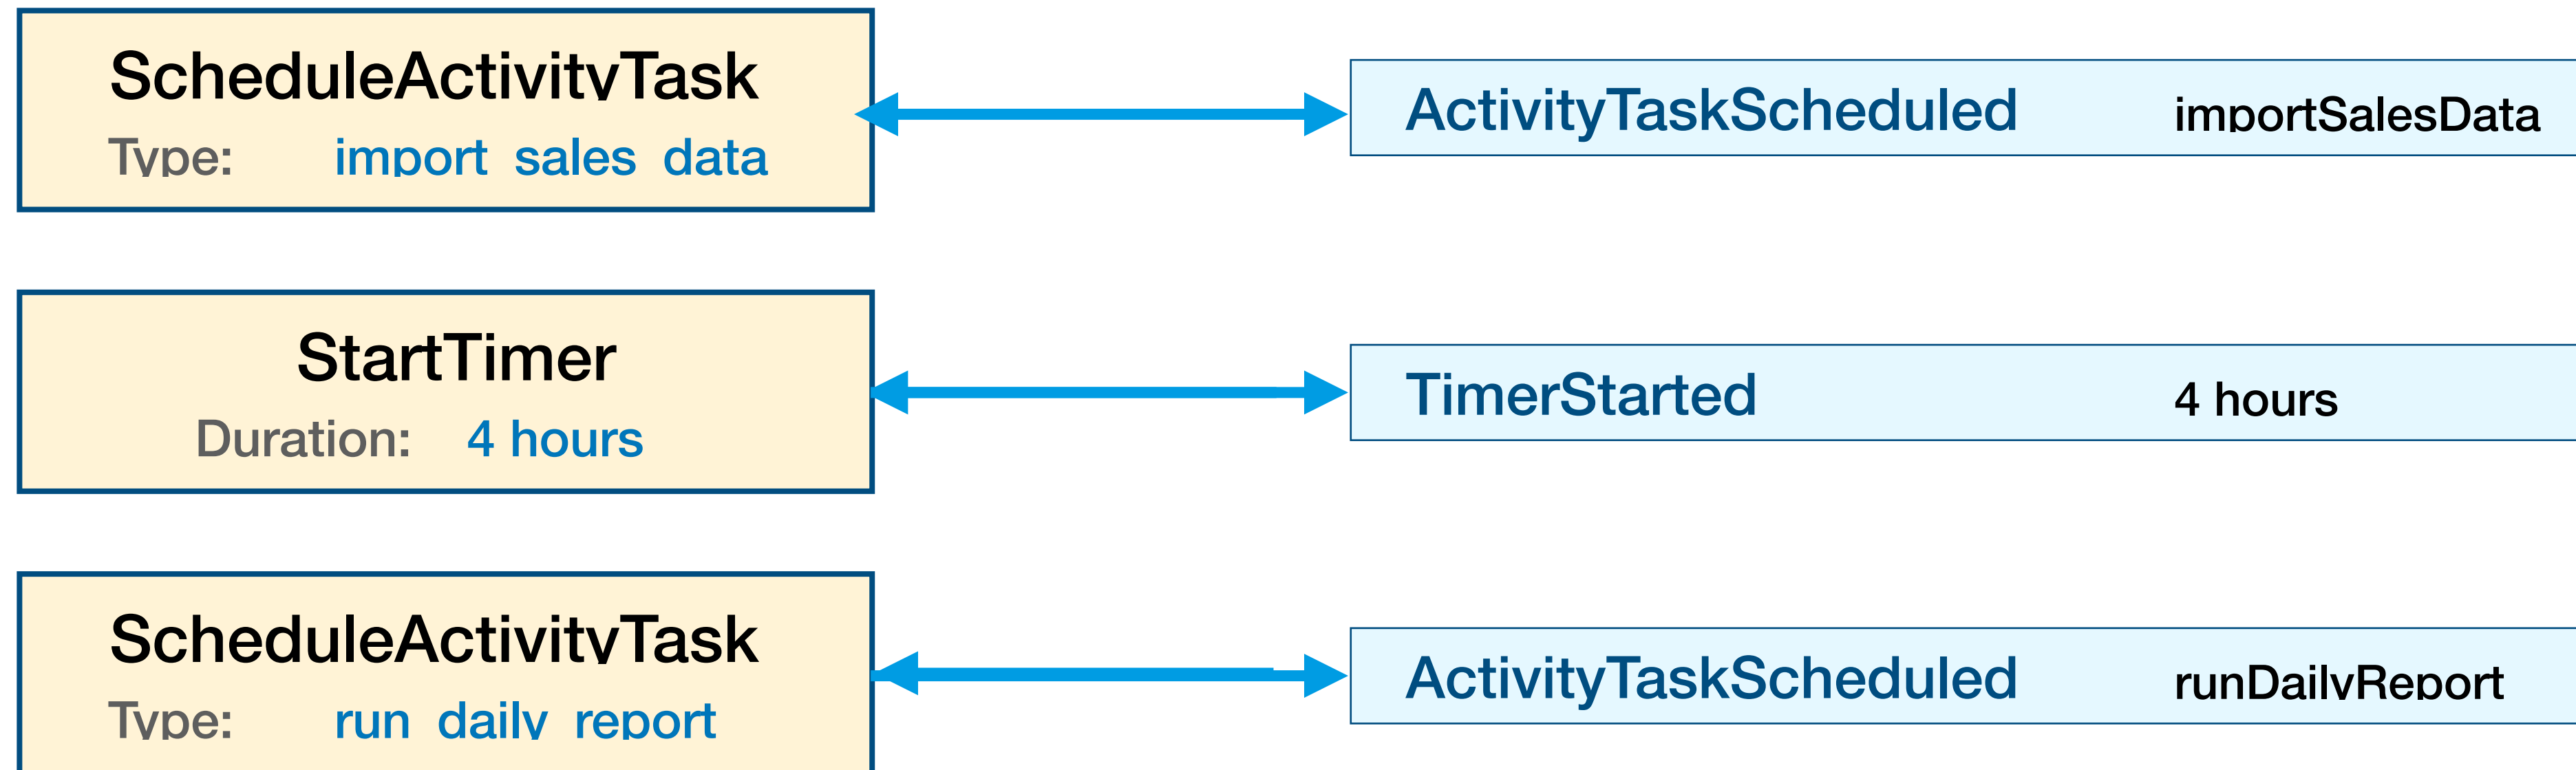 ScheduleActivityTask
ActivityTaskScheduled importSalesData
Type: import sales data
StartTimer
TimerStarted 4 hours
Duration: 4 hours
ScheduleActivityTask
ActivityTaskScheduled runDailyReport
Type: run daily report